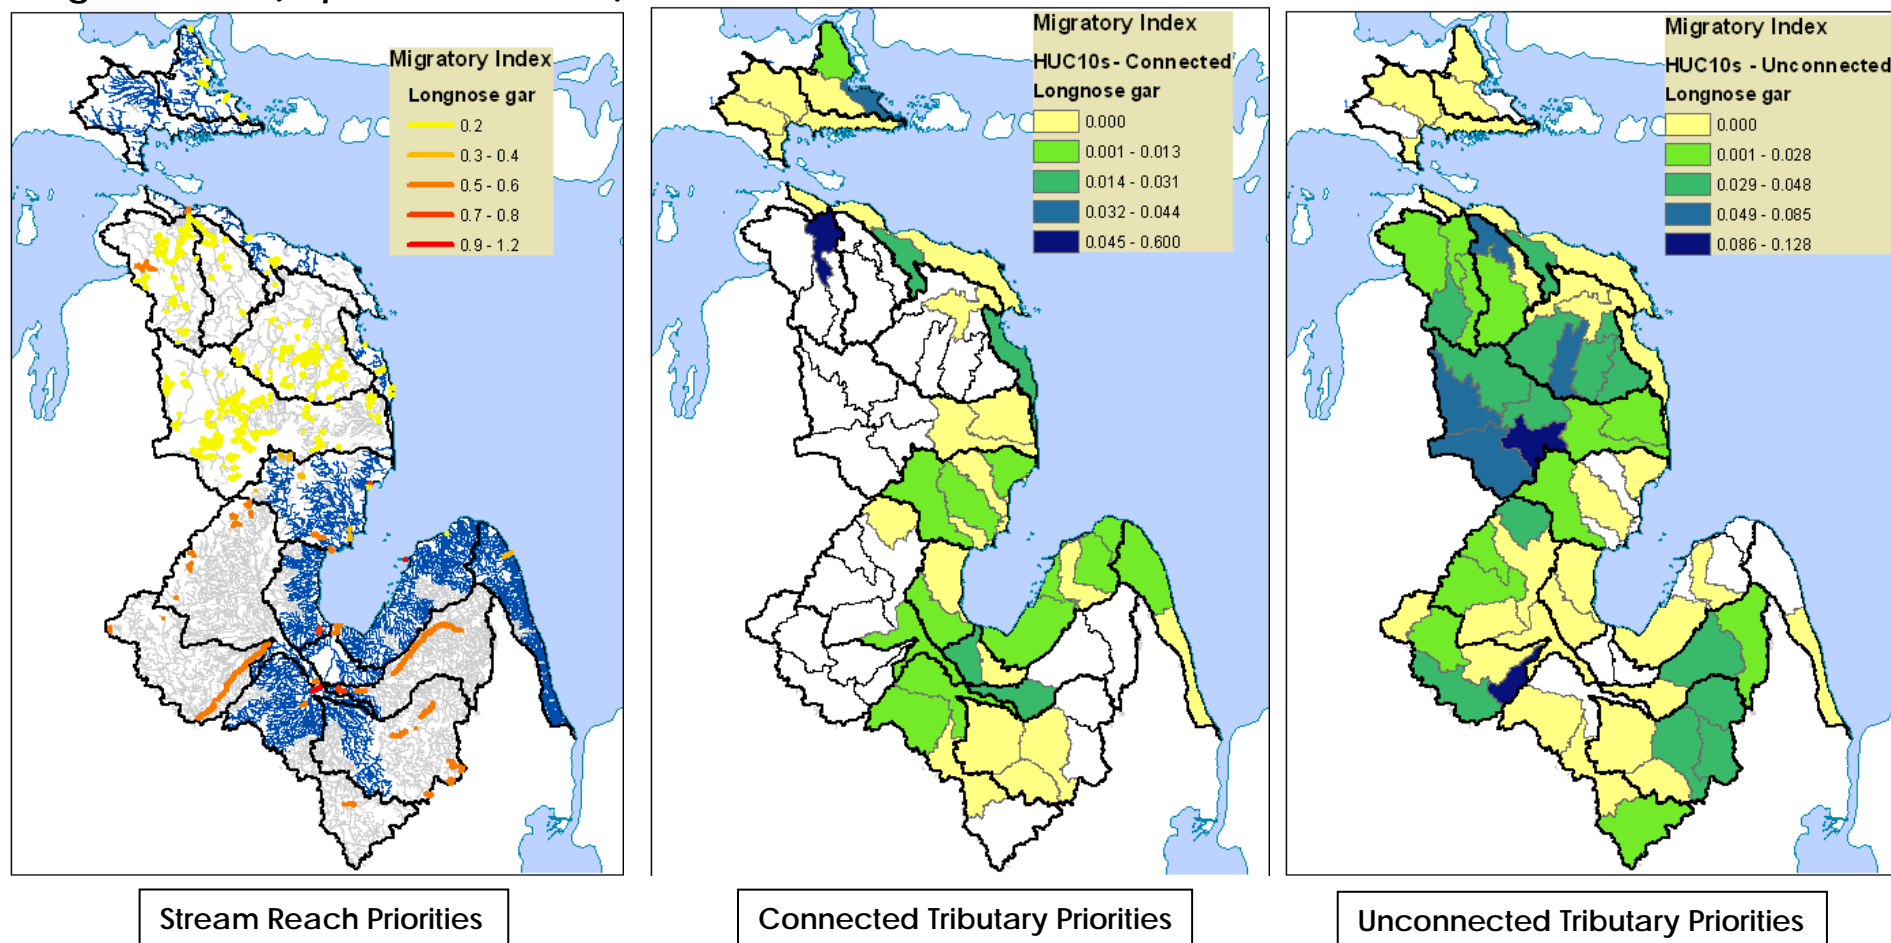 Migratory Index
Longnose gar
0.2
0.3 - 0.4
0.5 - 0.6
0.7 - 0.8
0.9 - 1.2
Stream Reach Priorities
Migratory Index
HUC10s- Connected
Longnose gar
0.000
0.001 - 0.013
0.014 - 0.031
0.032 - 0.044
0.045 - 0.600
Connected Tributary Priorities
Migratory Index
HUC10s - Unconnected
Longnose gar
0.000
0.001 - 0.028
0.029 - 0.048
0.049 - 0.085
0.086 - 0.128
Unconnected Tributary Priorities